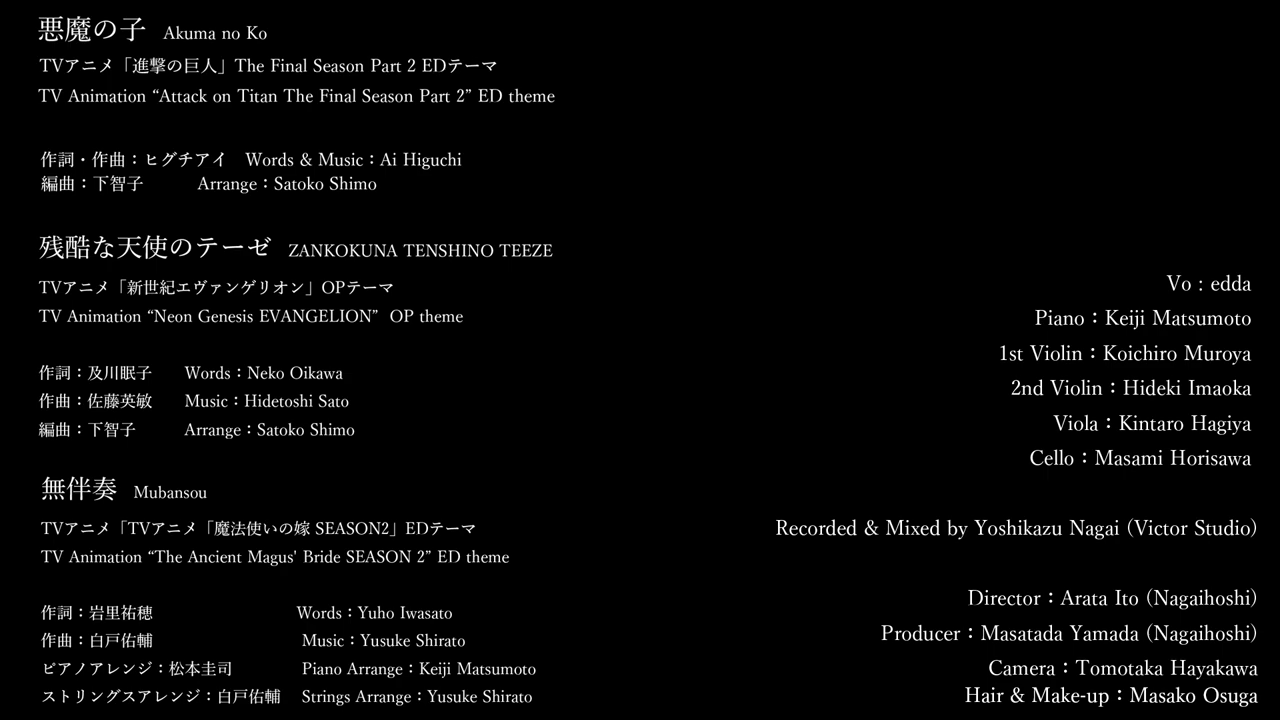 悪魔の子 Akuma no Ko
TVアニメ「進撃の巨人」The Final Season Part 2 EDテーマ
TV Animation “Attack on Titan The Final Season Part 2” ED theme
作詞・作曲：ヒグチアイ Words & Music：Ai Higuchi
編曲：下智子 Arrange：Satoko Shimo
残酷な天使のテーゼ ZANKOKUNA TENSHINO TEEZE
TVアニメ「新世紀エヴァンゲリオン」OPテーマ
TV Animation “Neon Genesis EVANGELION” OP theme
作詞：及川眠子 Words：Neko Oikawa
作曲：佐藤英敏 Music：Hidetoshi Sato
編曲：下智子 Arrange：Satoko Shimo
無伴奏 Mubansou
TVアニメ「TVアニメ「魔法使いの嫁 SEASON2」EDテーマ
TV Animation “The Ancient Magus' Bride SEASON 2” ED theme
作詞：岩里祐穂 Words：Yuho Iwasato
作曲：白戸佑輔 Music：Yusuke Shirato
ピアノアレンジ：松本圭司 Piano Arrange：Keiji Matsumoto
ストリングスアレンジ：白戸佑輔 Strings Arrange：Yusuke Shirato
Vo : edda
Piano：Keiji Matsumoto
1st Violin：Koichiro Muroya
2nd Violin：Hideki Imaoka
Viola：Kintaro Hagiya
Cello：Masami Horisawa
Recorded & Mixed by Yoshikazu Nagai (Victor Studio)
Director：Arata Ito (Nagaihoshi)
Producer：Masatada Yamada (Nagaihoshi)
Camera：Tomotaka Hayakawa
Hair & Make-up：Masako Osuga